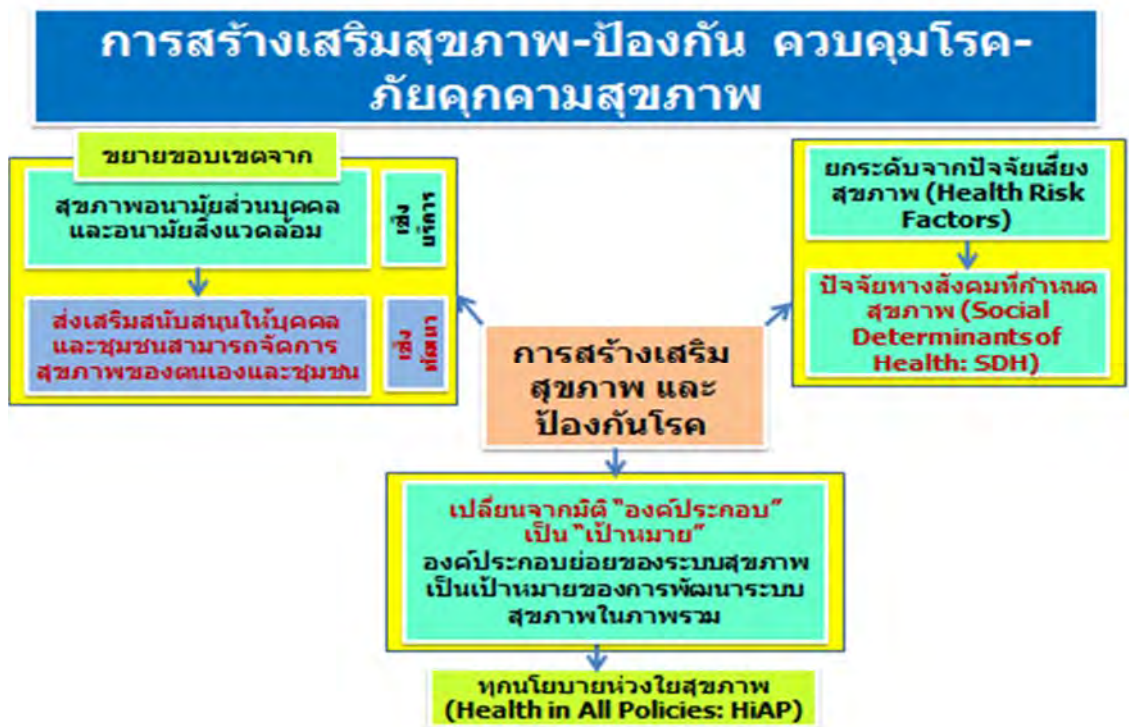 การสร้างเสริมสุขภาพ-ป้องกัน ควบคุมโรค-
ภัยคุกคามสุขภาพ
ขยายขอบเขตจาก
สุขภาพอนามัยส่วนบุคคล
และอนามัยสิ่งแวดล้อม
เชิง
บริการ
ส่งเสริมสนับสนุนให้บุคคล
และชุมชนสามารถจัดการ
สุขภาพของตนเองและชุมชน
เชิง
พัฒนา
ยกระดับจากปัจจัยเสี่ยง
สุขภาพ (Health Risk
Factors)
ปัจจัยทางสังคมที่กำหนด
สุขภาพ (Social
Determinants of
Health: SDH)
การสร้างเสริม
สุขภาพ และ
ป้องกันโรค
เปลี่ยนจากมิติ “องค์ประกอบ”
เป็น “เป้าหมาย”
องค์ประกอบย่อยของระบบสุขภาพ
เป็นเป้าหมายของการพัฒนาระบบ
สุขภาพในภาพรวม
ทุกนโยบายห่วงใยสุขภาพ
(Health in All Policies: HiAP)